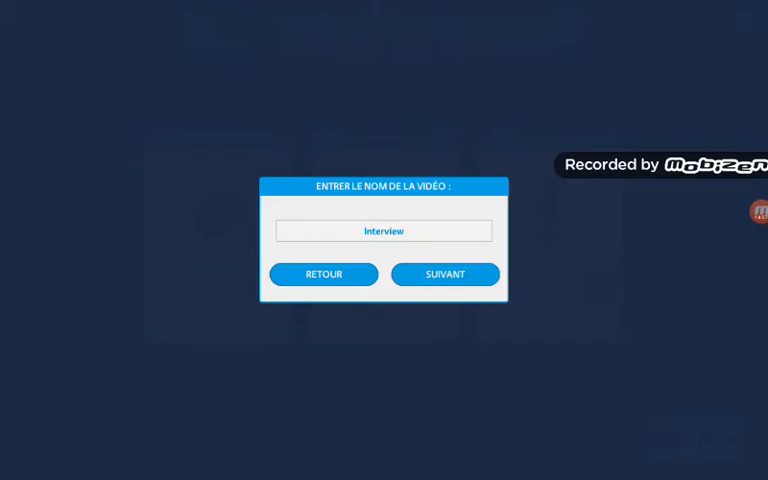 Recorded by mobizen
ENTRER LE NOM DE LA VIDÉO :
Interview
RETOUR
SUIVANT